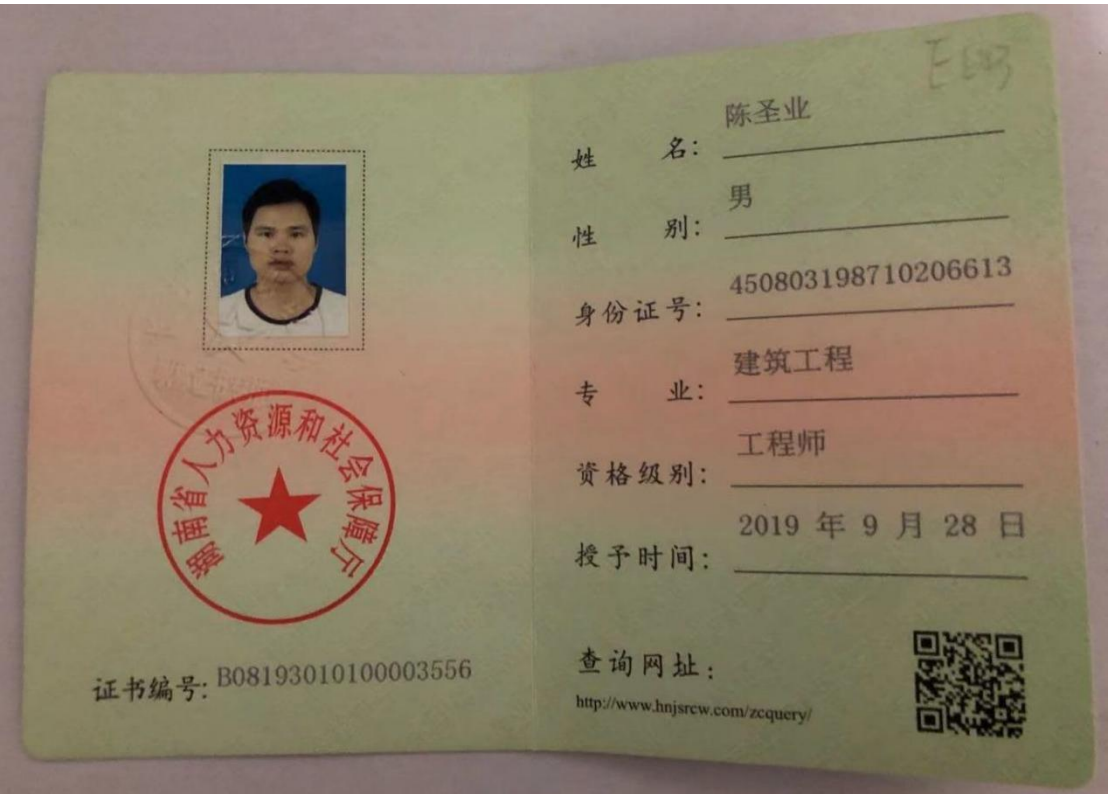 湖南省人力资源和社会保障厅
证书编号: B08193010100003556
姓 名: 陈圣业
性 别: 男
身份证号: 450803198710206613
专 业: 建筑工程
资格级别: 工程师
授予时间: 2019 年 9 月 28 日
查询网址:
http://www.hnjsrcw.com/zcquery/